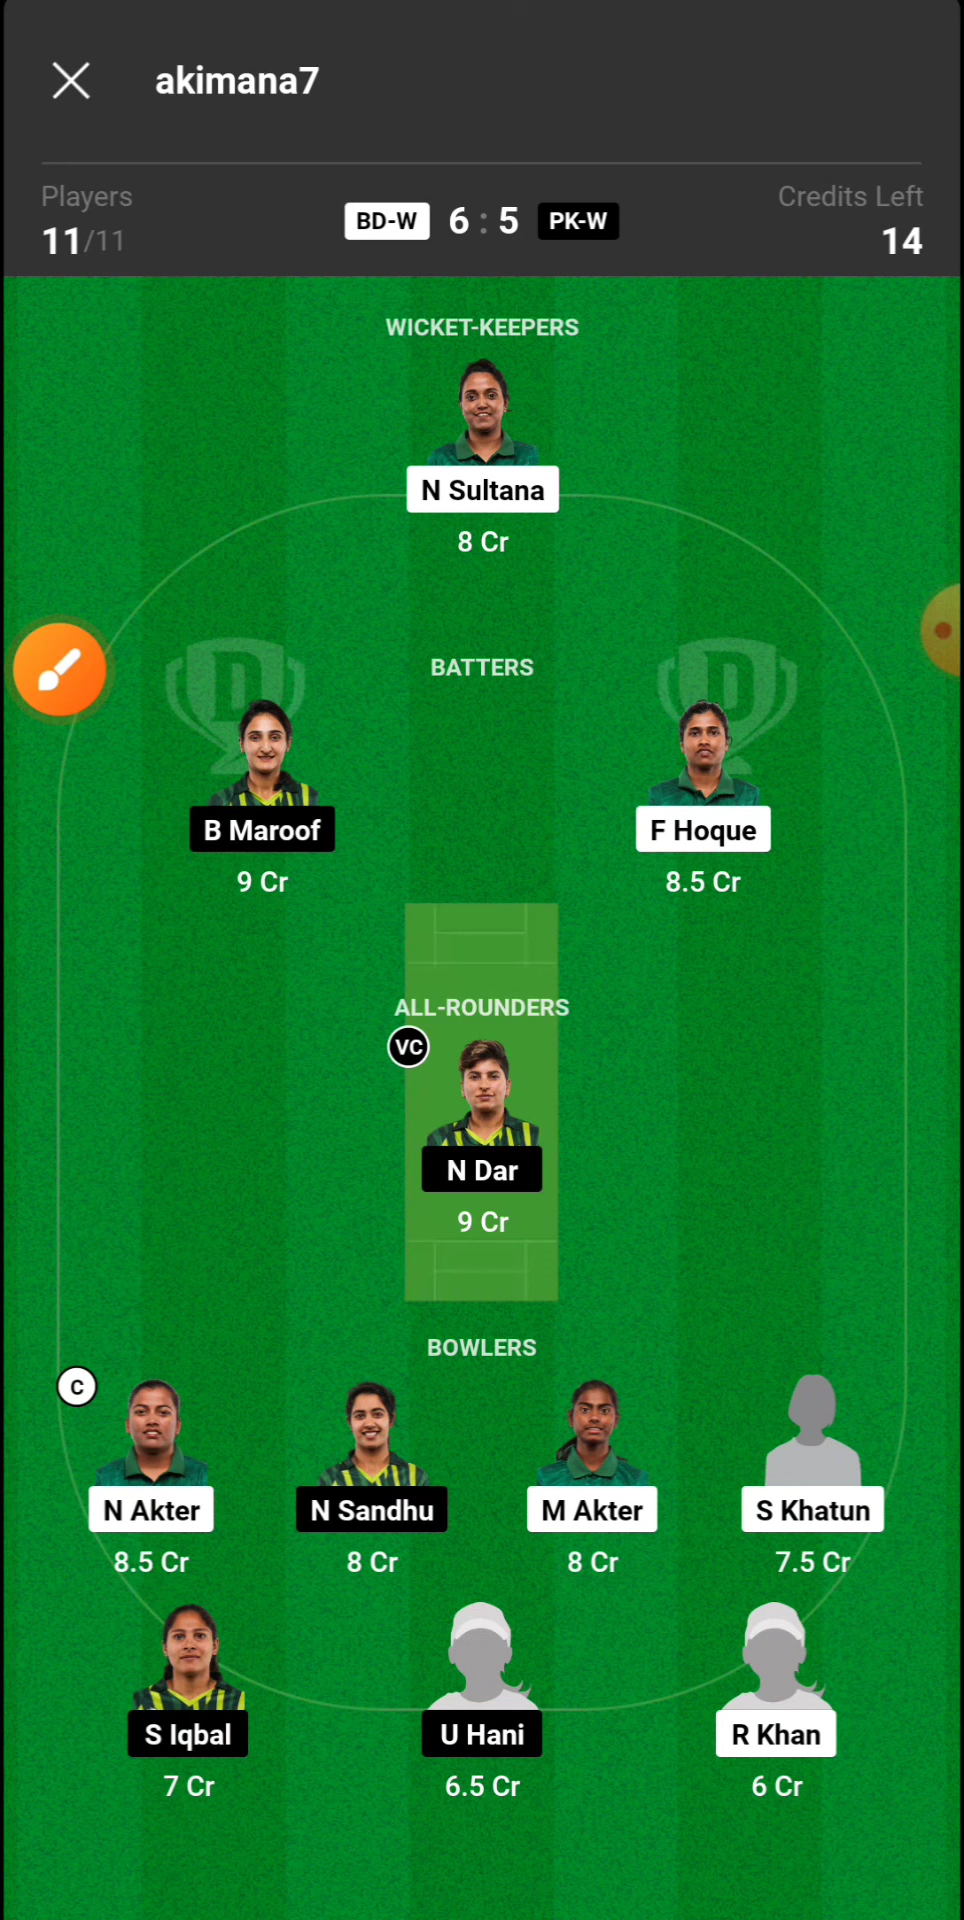 akimana7
Players
Credits Left
11/11
BD-W 6 : 5 PK-W
14
WICKET-KEEPERS
N Sultana
8 Cr
BATTERS
B Maroof
F Hoque
9 Cr
8.5 Cr
ALL-ROUNDERS
VC
N Dar
9 Cr
BOWLERS
C
N Akter
N Sandhu
M Akter
S Khatun
8.5 Cr
8 Cr
8 Cr
7.5 Cr
S Iqbal
U Hani
R Khan
7 Cr
6.5 Cr
6 Cr